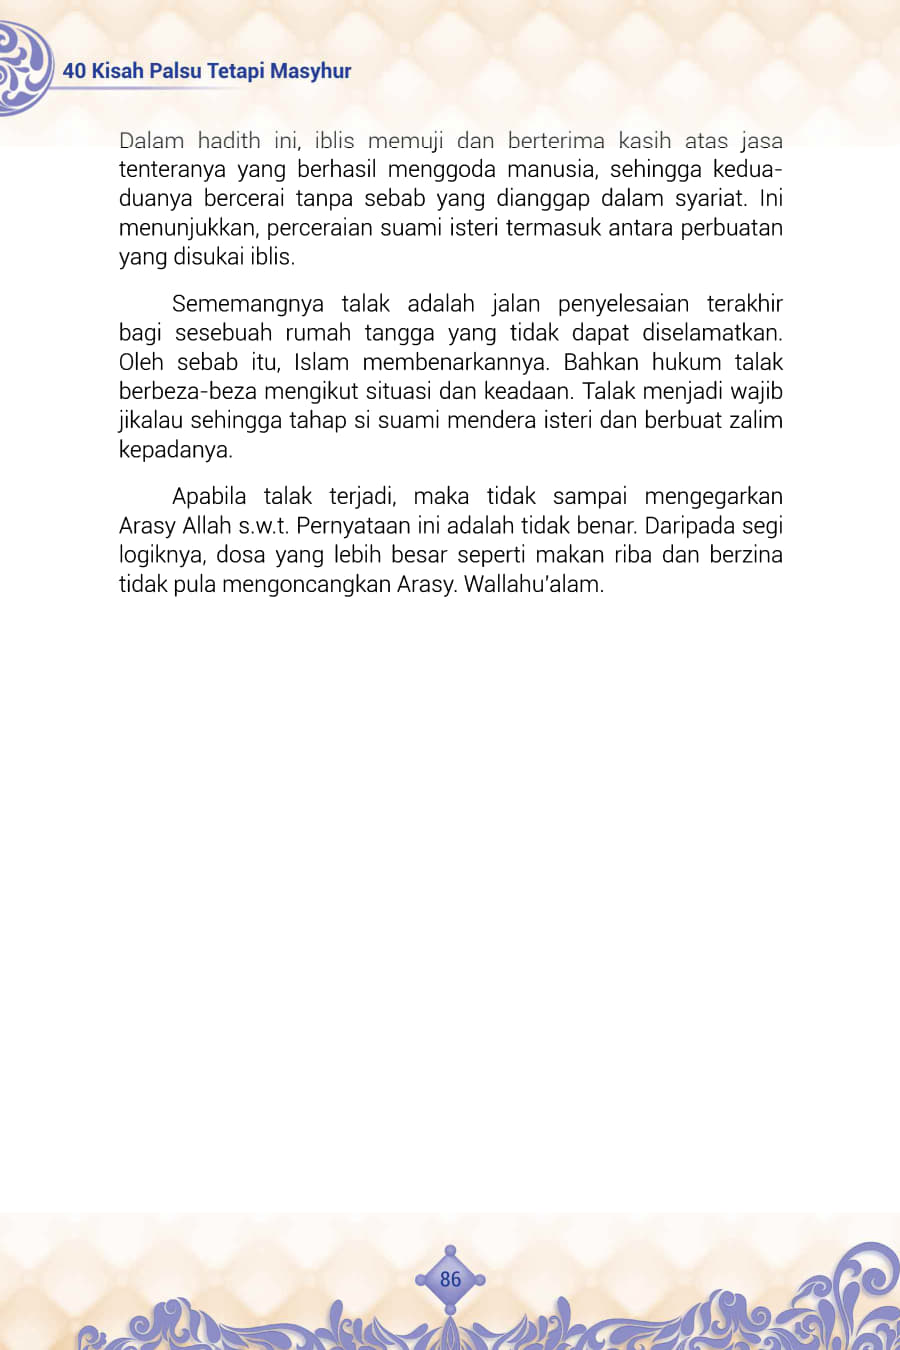 40 Kisah Palsu Tetapi Masyhur
Dalam hadith ini, iblis memuji dan berterima kasih atas jasa
tenteranya yang berhasil menggoda manusia, sehingga kedua-
duanya bercerai tanpa sebab yang dianggap dalam syariat. Ini
menunjukkan, perceraian suami isteri termasuk antara perbuatan
yang disukai iblis.
Sememangnya talak adalah jalan penyelesaian terakhir
bagi sesebuah rumah tangga yang tidak dapat diselamatkan.
Oleh sebab itu, Islam membenarkannya. Bahkan hukum talak
berbeza-beza mengikut situasi dan keadaan. Talak menjadi wajib
jikalau sehingga tahap si suami mendera isteri dan berbuat zalim
kepadanya.
Apabila talak terjadi, maka tidak sampai mengegarkan
Arasy Allah s.w.t. Pernyataan ini adalah tidak benar. Daripada segi
logiknya, dosa yang lebih besar seperti makan riba dan berzina
tidak pula mengoncangkan Arasy. Wallahu’alam.
86